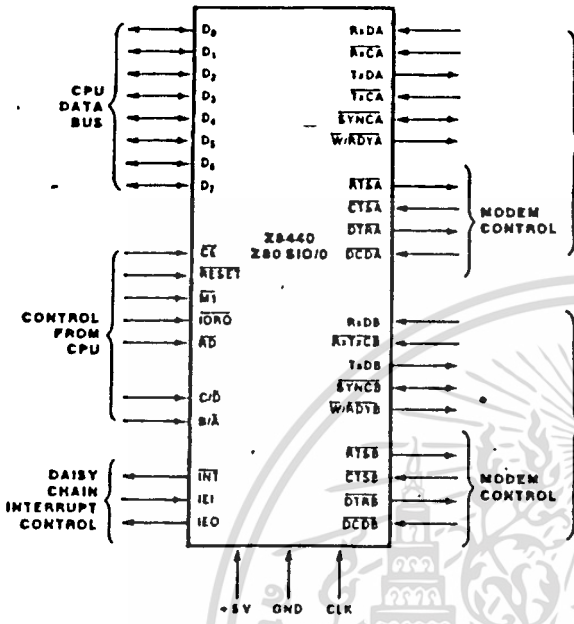 CPU
DATA
BUS
D0
D1
D2
D3
D4
D5
D6
D7
CONTROL
FROM
CPU
CE
RESET
M1
IORQ
RD
C/D
B/A
DAISY
CHAIN
INTERRUPT
CONTROL
INT
IEI
IEO
Z8440
Z80 SIO/0
RxDA
RxCA
TxDA
TxCA
SYNCA
W/RDYA
RTSA
CTSA
DTRA
DCDA
MODEM
CONTROL
RxDB
RxTxCB
TxDB
SYNCB
W/RDYB
RTSB
CTSB
DTRB
DCDB
MODEM
CONTROL
+5V GND CLK